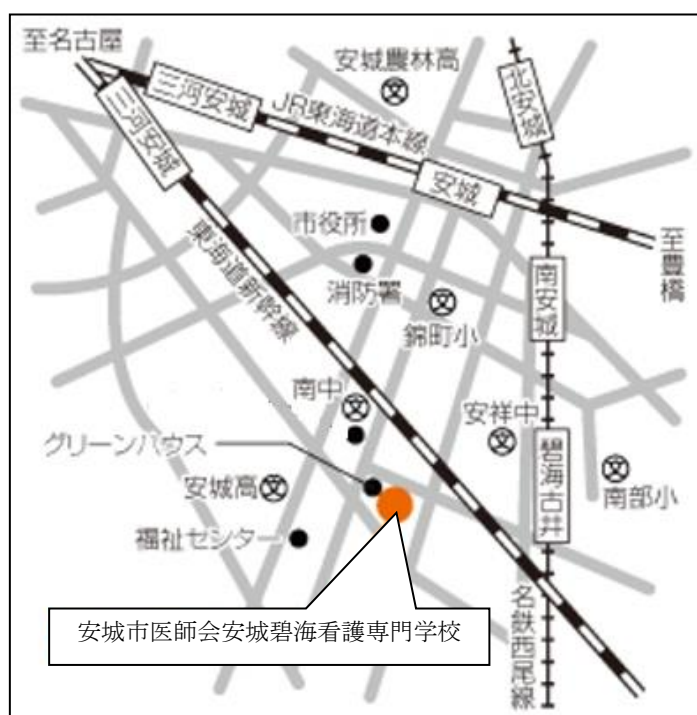 至名古屋
安城農林高
北安城
三河安城
JR東海道本線
三河安城
安城
市役所
至豊橋
東海道新幹線
消防署
南安城
錦町小
南中
安祥中
グリーンハウス
碧海古井
安城高
南部小
福祉センター
名鉄西尾線
安城市医師会安城碧海看護専門学校